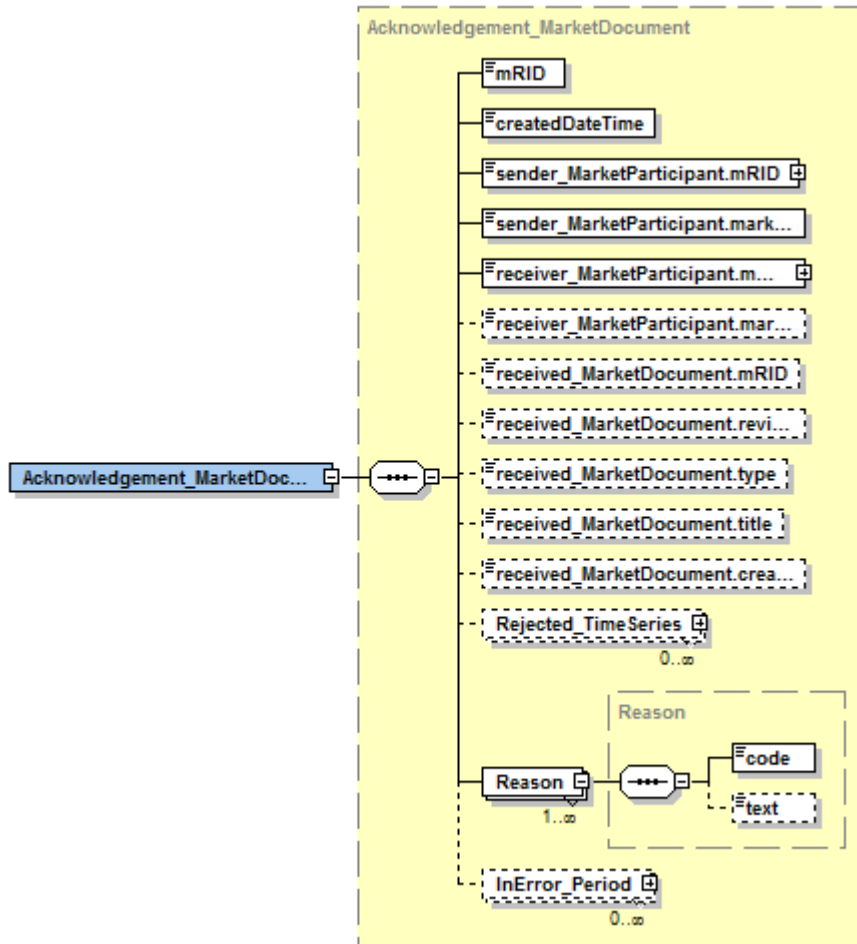 Acknowledgement_MarketDocument
mRID
createdDateTime
sender_MarketParticipant.mRID
sender_MarketParticipant.mark...
receiver_MarketParticipant.m...
receiver_MarketParticipant.mar...
received_MarketDocument.mRID
received_MarketDocument.revi...
Acknowledgement_MarketDoc...
received_MarketDocument.type
received_MarketDocument.title
received_MarketDocument.crea...
Rejected_TimeSeries
0..∞
Reason
code
Reason
1..∞
text
InError_Period
0..∞